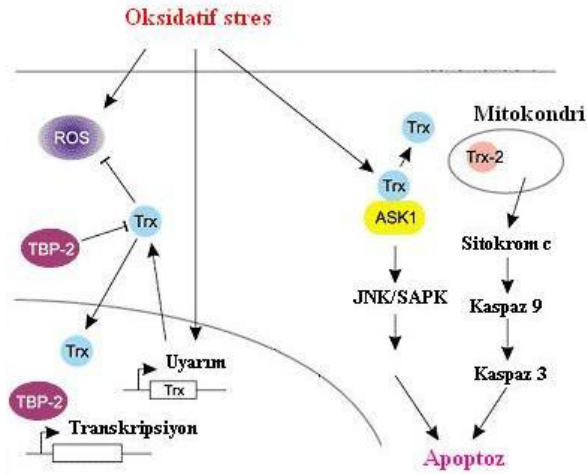 Oksidatif stres
ROS
Trx
TBP-2
Trx
Uyarım
Trx
TBP-2
Transkripsiyon
Trx
Trx
ASK1
JNK/SAPK
Mitokondri
Trx-2
Sitokrom c
Kaspaz 9
Kaspaz 3
Apoptoz